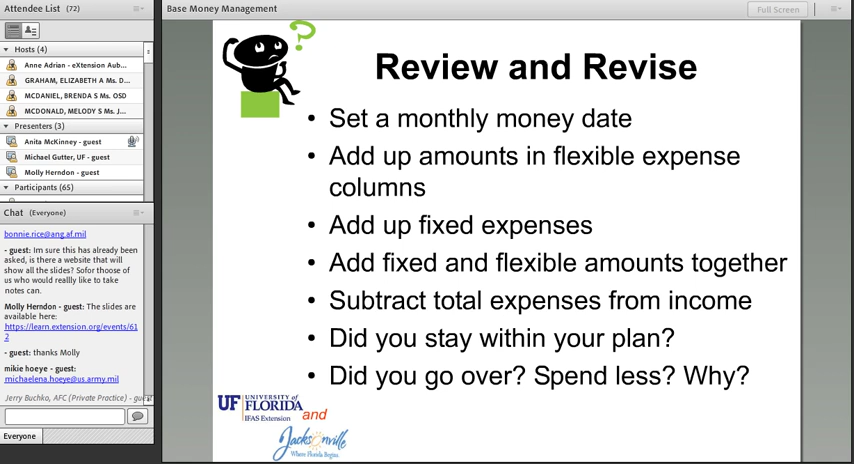 Attendee List (72)
Hosts (4)
Anne Adrian - eXtension Aub...
GRAHAM, ELIZABETH A Ms. D...
MCDANIEL, BRENDA S Ms. OSD
MCDONALD, MELODY S Ms. J...
Presenters (3)
Anita McKinney - guest
Michael Gutter, UF - guest
Molly Herndon - guest
Participants (65)
Chat (Everyone)
bonnie.rice@ang.af.mil
- guest: Im sure this has already been
asked, is there a website that will
show all the slides? Sofor thoose of
us who reallly like to take
notes can.
Molly Herndon - guest: The slides are
available here:
https://learn.extension.org/events/61
2
- guest: thanks Molly
mikie hoeye - guest:
michaelena.hoeye@us.army.mil
Jerry Buchko, AFC (Private Practice) - guest
Everyone
Base Money Management
Full Screen
?
Review and Revise
• Set a monthly money date
• Add up amounts in flexible expense
columns
• Add up fixed expenses
• Add fixed and flexible amounts together
• Subtract total expenses from income
• Did you stay within your plan?
• Did you go over? Spend less? Why?
UF UNIVERSITY of
FLORIDA
IFAS Extension
and
Jacksonville
Where Florida Begins.